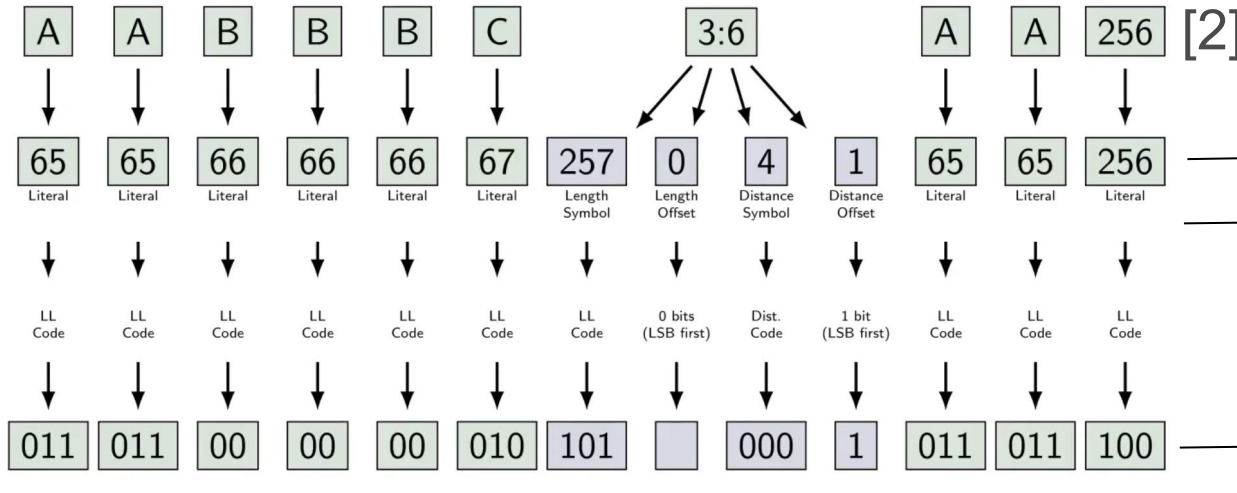 A A B B B C 3:6 A A 256 [2]
65 65 66 66 66 67 257 0 4 1 65 65 256
Literal Literal Literal Literal Literal Literal Length Length Distance Distance Literal Literal Literal
Symbol Offset Symbol Offset
LL LL LL LL LL LL LL 0 bits Dist. 1 bit LL LL LL
Code Code Code Code Code Code Code (LSB first) Code (LSB first) Code Code Code
011 011 00 00 00 010 101 000 1 011 011 100